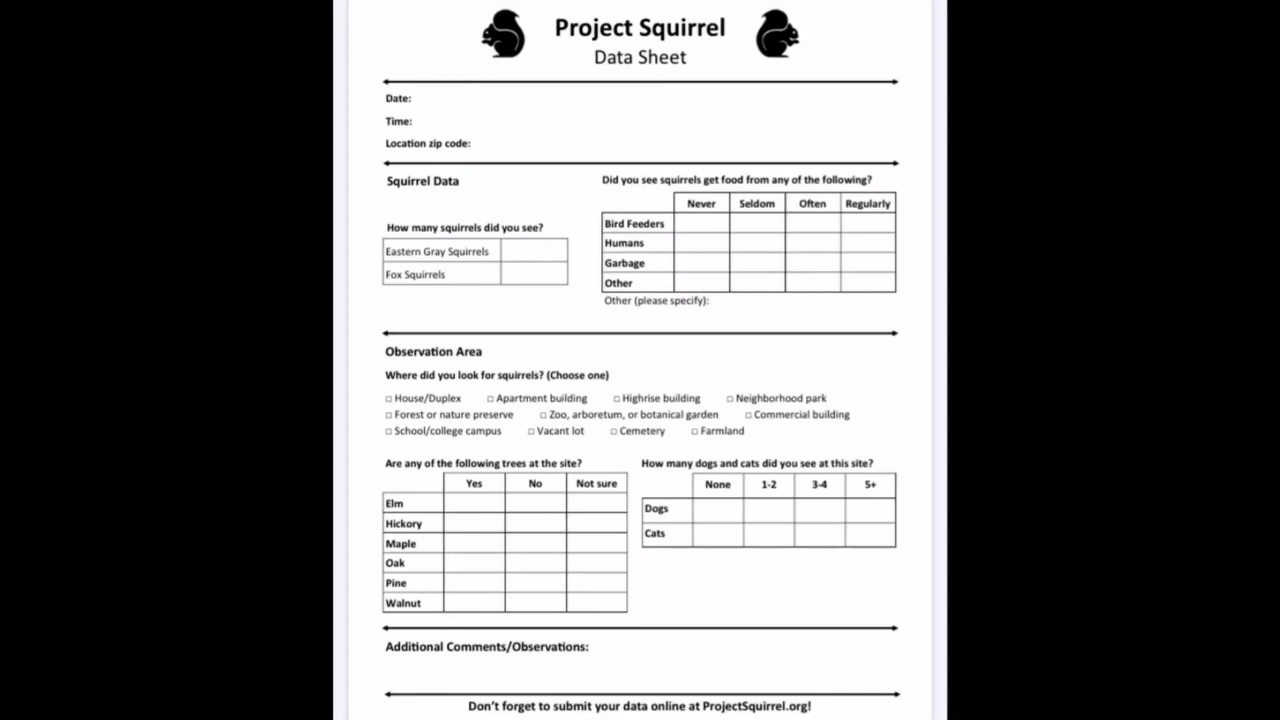 Project Squirrel
Data Sheet
Date:
Time:
Location zip code:
Squirrel Data
How many squirrels did you see?
Eastern Gray Squirrels
Fox Squirrels
Did you see squirrels get food from any of the following?
Never Seldom Often Regularly
Bird Feeders
Humans
Garbage
Other
Other (please specify):
Observation Area
Where did you look for squirrels? (Choose one)
□ House/Duplex □ Apartment building □ Highrise building □ Neighborhood park
□ Forest or nature preserve □ Zoo, arboretum, or botanical garden □ Commercial building
□ School/college campus □ Vacant lot □ Cemetery □ Farmland
Are any of the following trees at the site?
Yes No Not sure
Elm
Hickory
Maple
Oak
Pine
Walnut
How many dogs and cats did you see at this site?
None 1-2 3-4 5+
Dogs
Cats
Additional Comments/Observations:
Don't forget to submit your data online at ProjectSquirrel.org!